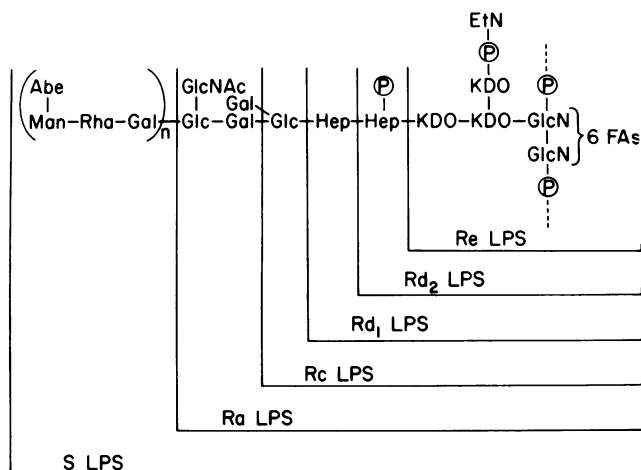 EtN
P
Abe
GlcNAc
P
KDO
P
Gal
(Man—Rha—Gal)n—Glc—Gal—Glc—Hep—Hep—KDO—KDO—GlcN
GlcN
} 6 FAs
P
Re LPS
Rd2 LPS
Rd1 LPS
Rc LPS
Ra LPS
S LPS